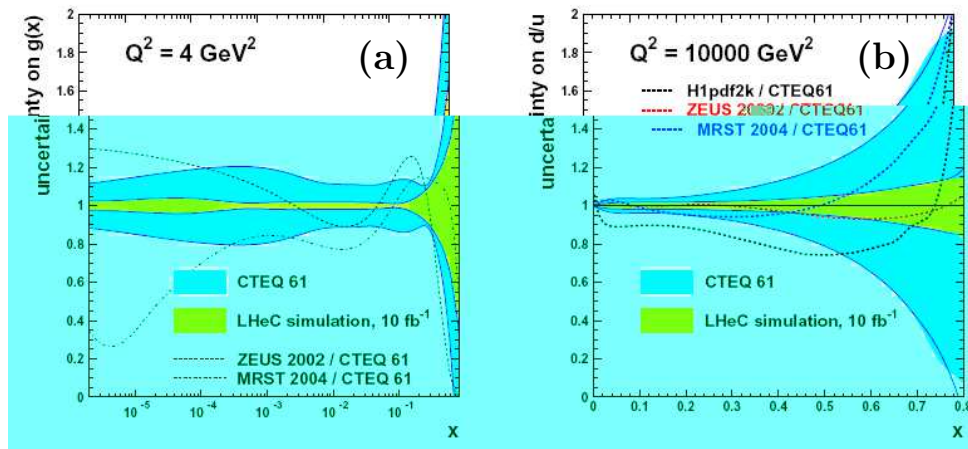 uncertainty on g(x)
Q² = 4 GeV²
(a)
2
1.8
1.6
1.4
1.2
1
0.8
0.6
0.4
0.2
0
CTEQ 61
LHeC simulation, 10 fb⁻¹
ZEUS 2002 / CTEQ 61
MRST 2004 / CTEQ 61
10⁻⁵ 10⁻⁴ 10⁻³ 10⁻² 10⁻¹
x
uncertainty on d/u
Q² = 10000 GeV²
(b)
H1pdf2k / CTEQ61
ZEUS 2002 / CTEQ61
MRST 2004 / CTEQ61
2
1.8
1.6
1.4
1.2
1
0.8
0.6
0.4
0.2
0
CTEQ 61
LHeC simulation, 10 fb⁻¹
0 0.1 0.2 0.3 0.4 0.5 0.6 0.7 0.8
x